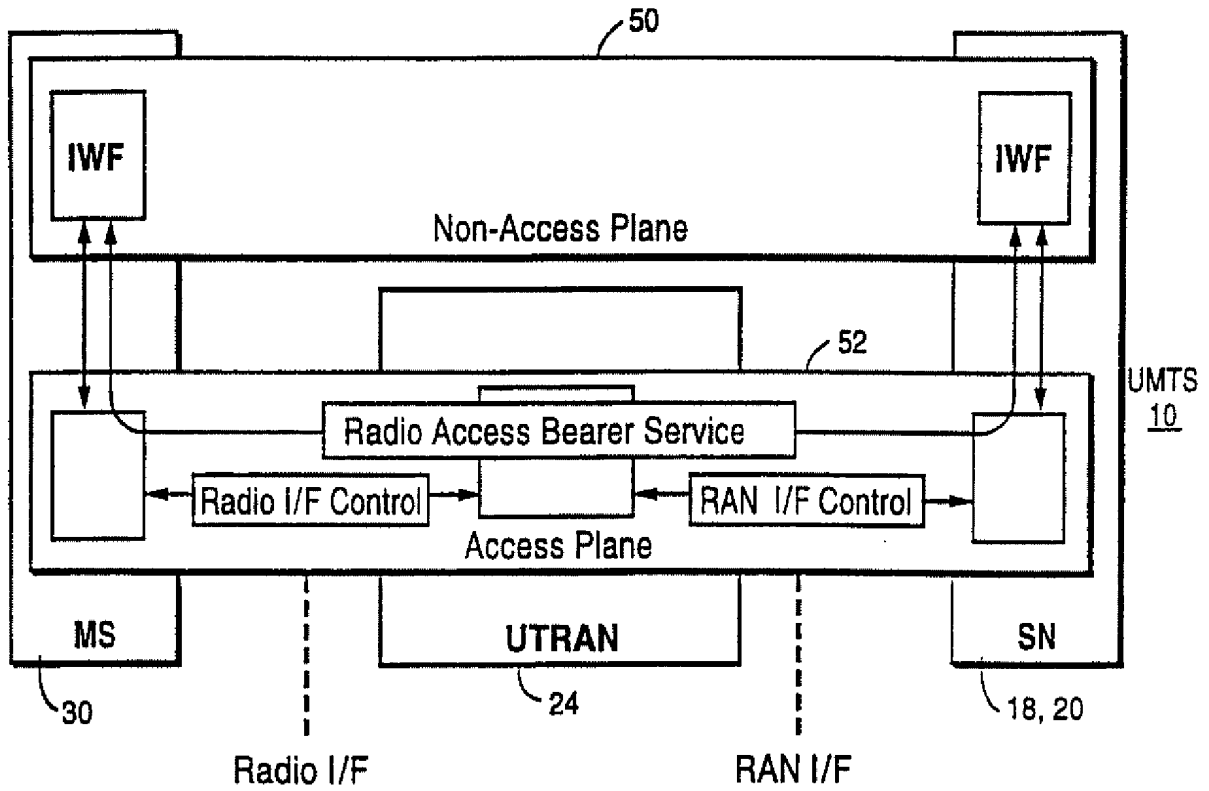 50
IWF
IWF
Non-Access Plane
52
UMTS
10
Radio Access Bearer Service
Radio I/F Control
RAN I/F Control
Access Plane
MS
UTRAN
SN
30
24
18, 20
Radio I/F
RAN I/F